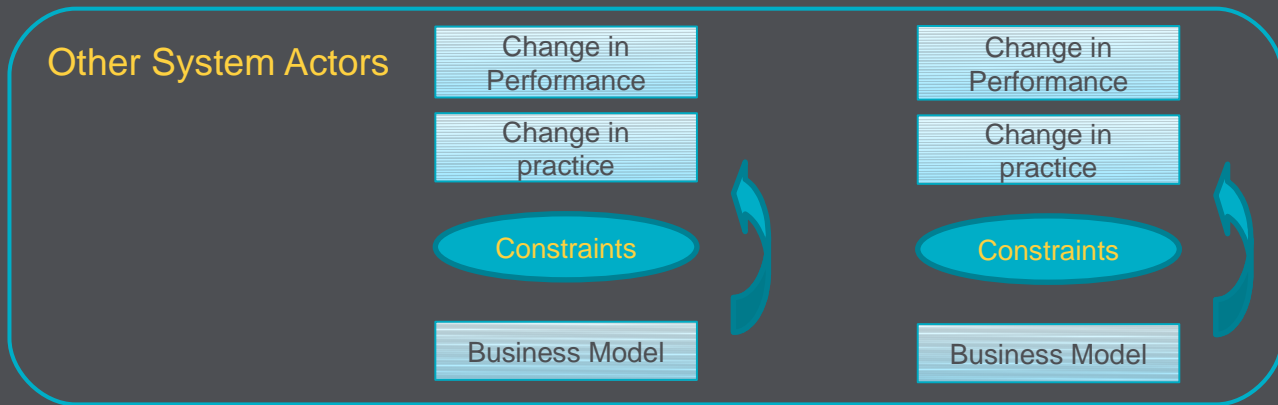 Other System Actors
Change in
Performance
Change in
practice
Constraints
Business Model
Change in
Performance
Change in
practice
Constraints
Business Model